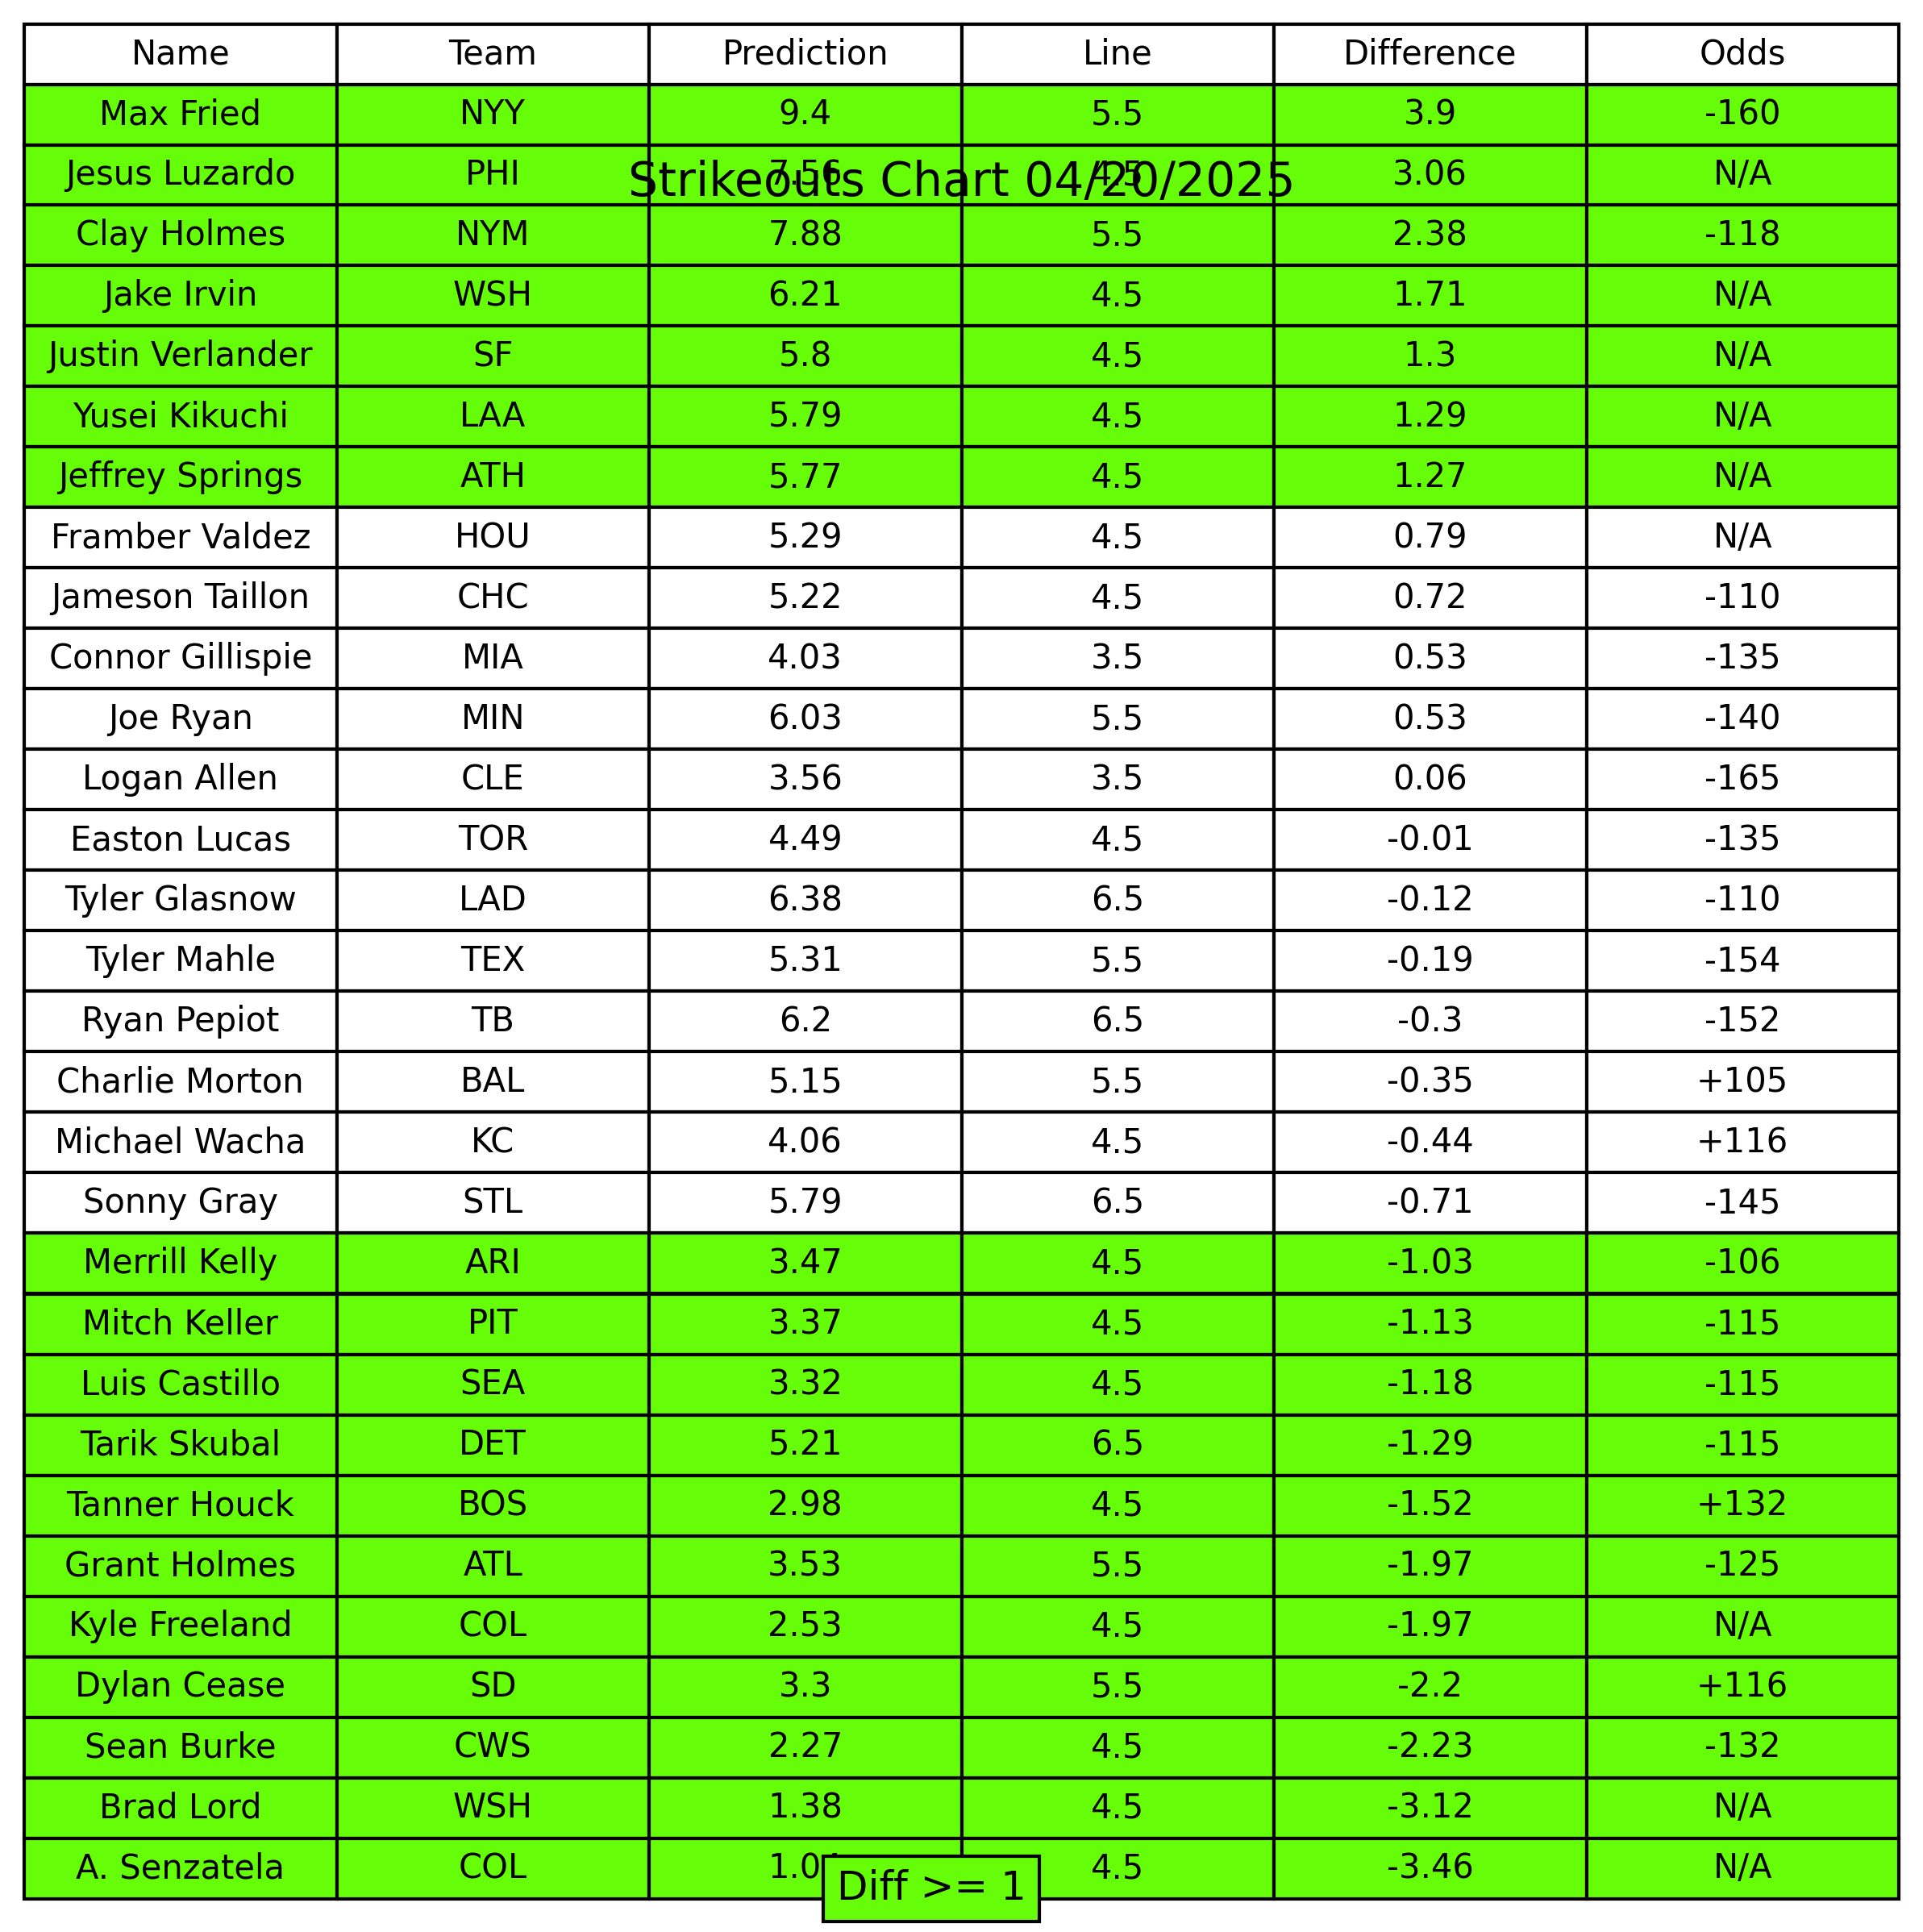 Name Team Prediction Line Difference Odds
Max Fried NYY 9.4 5.5 3.9 -160
Jesus Luzardo PHI 7.56 4.5 3.06 N/A
Strikeouts Chart 04/20/2025
Clay Holmes NYM 7.88 5.5 2.38 -118
Jake Irvin WSH 6.21 4.5 1.71 N/A
Justin Verlander SF 5.8 4.5 1.3 N/A
Yusei Kikuchi LAA 5.79 4.5 1.29 N/A
Jeffrey Springs ATH 5.77 4.5 1.27 N/A
Framber Valdez HOU 5.29 4.5 0.79 N/A
Jameson Taillon CHC 5.22 4.5 0.72 -110
Connor Gillispie MIA 4.03 3.5 0.53 -135
Joe Ryan MIN 6.03 5.5 0.53 -140
Logan Allen CLE 3.56 3.5 0.06 -165
Easton Lucas TOR 4.49 4.5 -0.01 -135
Tyler Glasnow LAD 6.38 6.5 -0.12 -110
Tyler Mahle TEX 5.31 5.5 -0.19 -154
Ryan Pepiot TB 6.2 6.5 -0.3 -152
Charlie Morton BAL 5.15 5.5 -0.35 +105
Michael Wacha KC 4.06 4.5 -0.44 +116
Sonny Gray STL 5.79 6.5 -0.71 -145
Merrill Kelly ARI 3.47 4.5 -1.03 -106
Mitch Keller PIT 3.37 4.5 -1.13 -115
Luis Castillo SEA 3.32 4.5 -1.18 -115
Tarik Skubal DET 5.21 6.5 -1.29 -115
Tanner Houck BOS 2.98 4.5 -1.52 +132
Grant Holmes ATL 3.53 5.5 -1.97 -125
Kyle Freeland COL 2.53 4.5 -1.97 N/A
Dylan Cease SD 3.3 5.5 -2.2 +116
Sean Burke CWS 2.27 4.5 -2.23 -132
Brad Lord WSH 1.38 4.5 -3.12 N/A
A. Senzatela COL 4.5 -3.46 N/A
Diff >= 1